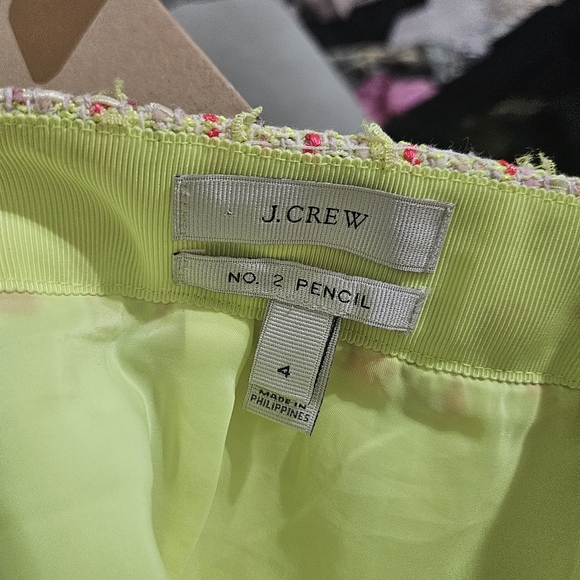 J.CREW
NO. 2 PENCIL
4
MADE IN
PHILIPPINES